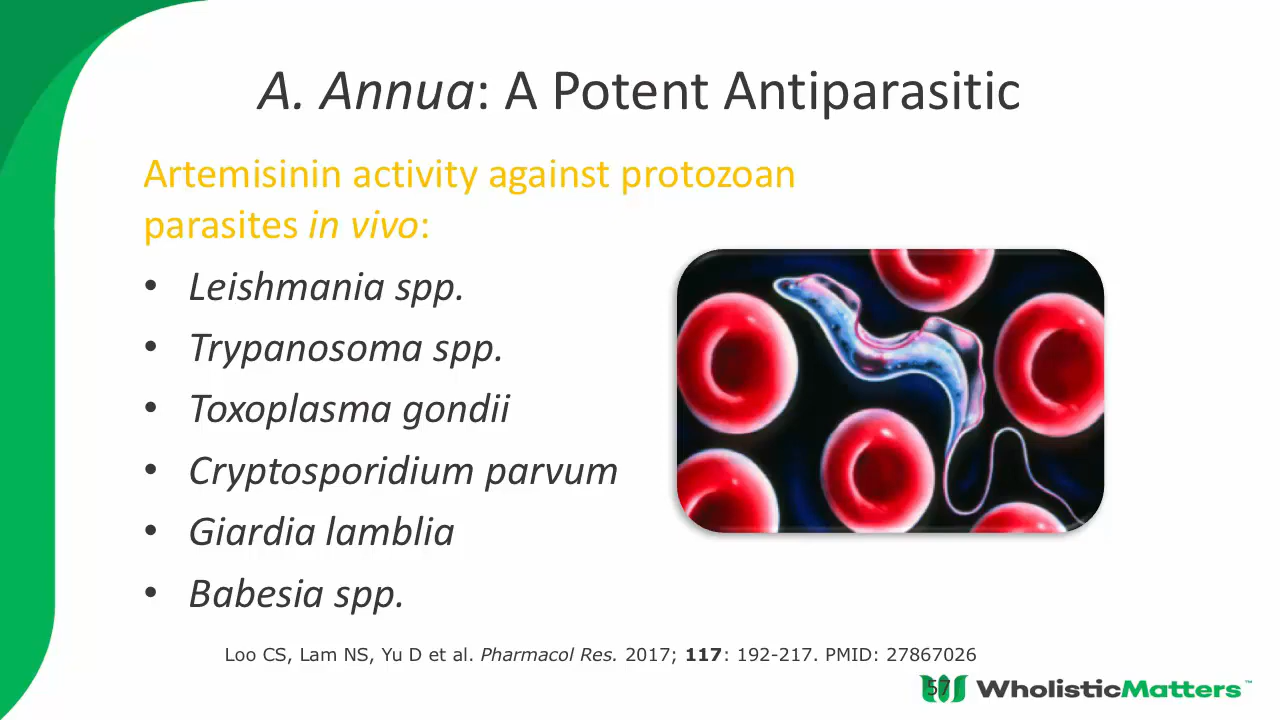 A. Annua: A Potent Antiparasitic
Artemisinin activity against protozoan
parasites in vivo:
• Leishmania spp.
• Trypanosoma spp.
• Toxoplasma gondii
• Cryptosporidium parvum
• Giardia lamblia
• Babesia spp.
Loo CS, Lam NS, Yu D et al. Pharmacol Res. 2017; 117: 192-217. PMID: 27867026
57
WholisticMatters™